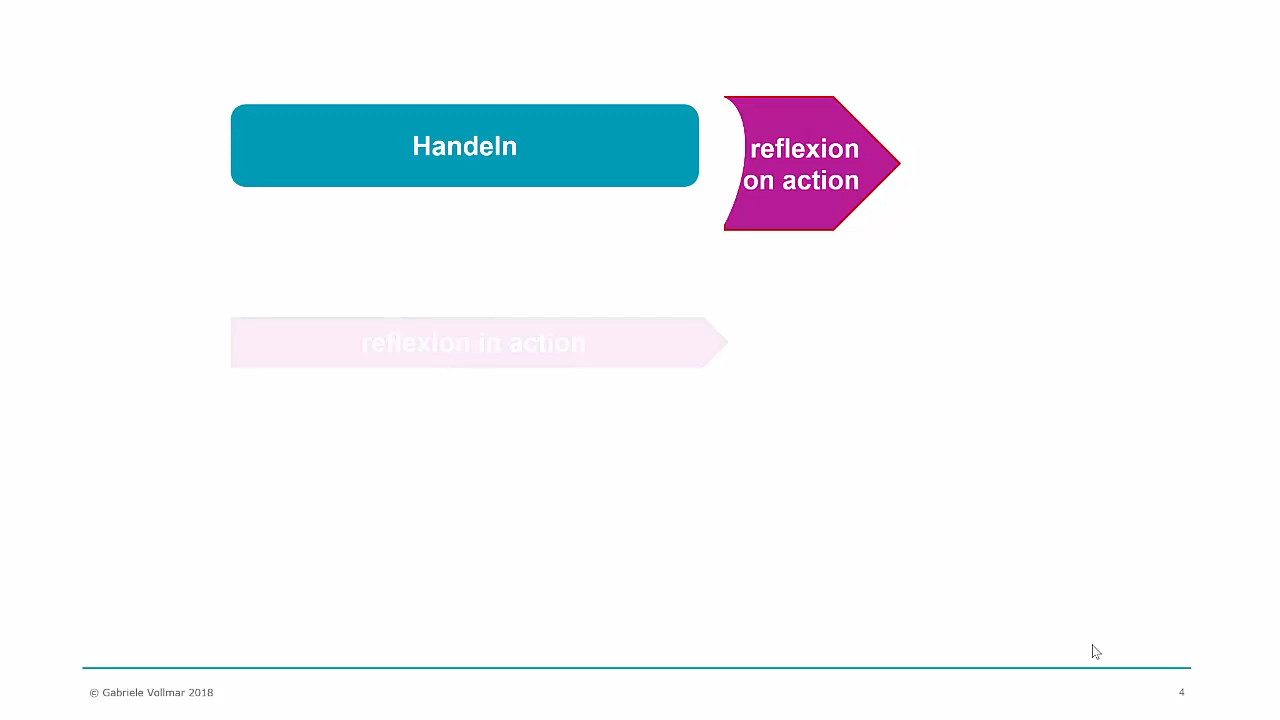 Handeln
reflexion
on action
reflexion in action
© Gabriele Vollmar 2018
4